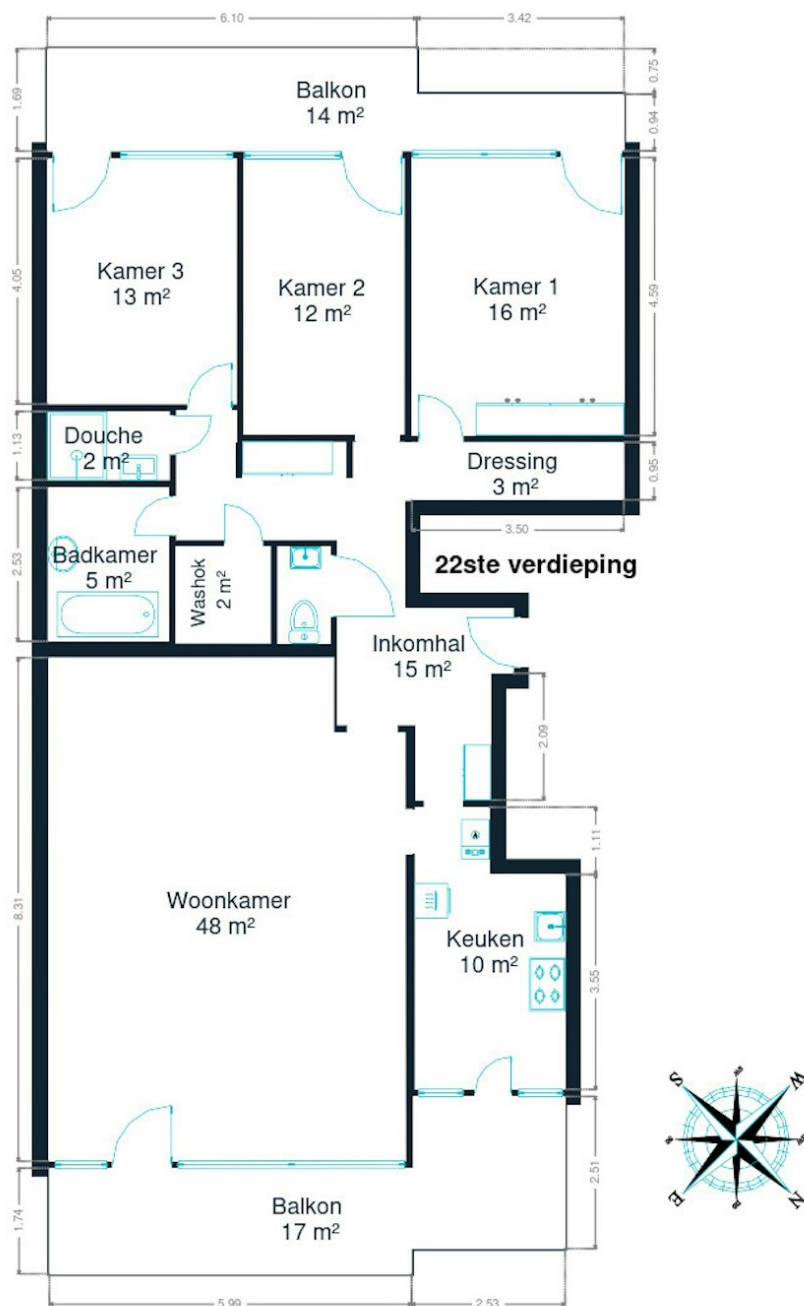 6.10
3.42
0.75
1.69
0.94
Balkon
14 m²
4.05
4.59
Kamer 3
13 m²
Kamer 2
12 m²
Kamer 1
16 m²
1.13
Douche
2 m²
Dressing
3 m²
0.95
3.50
2.53
Badkamer
5 m²
Washok
2 m²
22ste verdieping
Inkomhal
15 m²
2.09
1.11
8.31
Woonkamer
48 m²
Keuken
10 m²
3.55
S
W
E
N
2.51
1.74
Balkon
17 m²
5.99
2.53